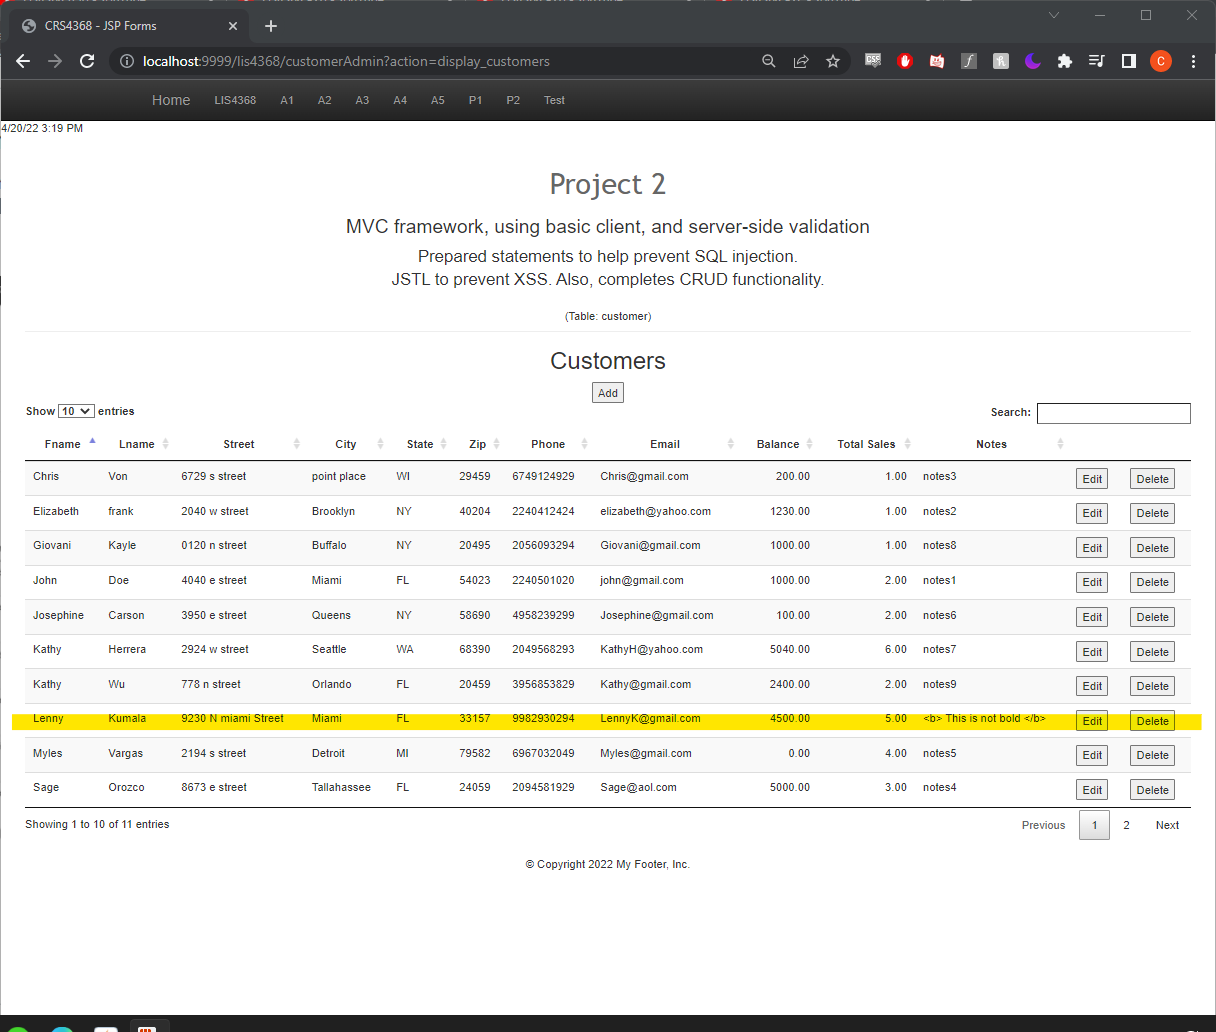 CRS4368 - JSP Forms
localhost:9999/lis4368/customerAdmin?action=display_customers
Home LIS4368 A1 A2 A3 A4 A5 P1 P2 Test
4/20/22 3:19 PM
Project 2
MVC framework, using basic client, and server-side validation
Prepared statements to help prevent SQL injection.
JSTL to prevent XSS. Also, completes CRUD functionality.
(Table: customer)
Customers
Add
Show 10 entries Search:
Fname Lname Street City State Zip Phone Email Balance Total Sales Notes
Chris Von 6729 s street point place WI 29459 6749124929 Chris@gmail.com 200.00 1.00 notes3 Edit Delete
Elizabeth frank 2040 w street Brooklyn NY 40204 2240412424 elizabeth@yahoo.com 1230.00 1.00 notes2 Edit Delete
Giovani Kayle 0120 n street Buffalo NY 20495 2056093294 Giovani@gmail.com 1000.00 1.00 notes8 Edit Delete
John Doe 4040 e street Miami FL 54023 2240501020 john@gmail.com 1000.00 2.00 notes1 Edit Delete
Josephine Carson 3950 e street Queens NY 58690 4958239299 Josephine@gmail.com 100.00 2.00 notes6 Edit Delete
Kathy Herrera 2924 w street Seattle WA 68390 2049568293 KathyH@yahoo.com 5040.00 6.00 notes7 Edit Delete
Kathy Wu 778 n street Orlando FL 20459 3956853829 Kathy@gmail.com 2400.00 2.00 notes9 Edit Delete
Lenny Kumala 9230 N miami Street Miami FL 33157 9982930294 LennyK@gmail.com 4500.00 5.00 <b> This is not bold </b> Edit Delete
Myles Vargas 2194 s street Detroit MI 79582 6967032049 Myles@gmail.com 0.00 4.00 notes5 Edit Delete
Sage Orozco 8673 e street Tallahassee FL 24059 2094581929 Sage@aol.com 5000.00 3.00 notes4 Edit Delete
Showing 1 to 10 of 11 entries Previous 1 2 Next
© Copyright 2022 My Footer, Inc.